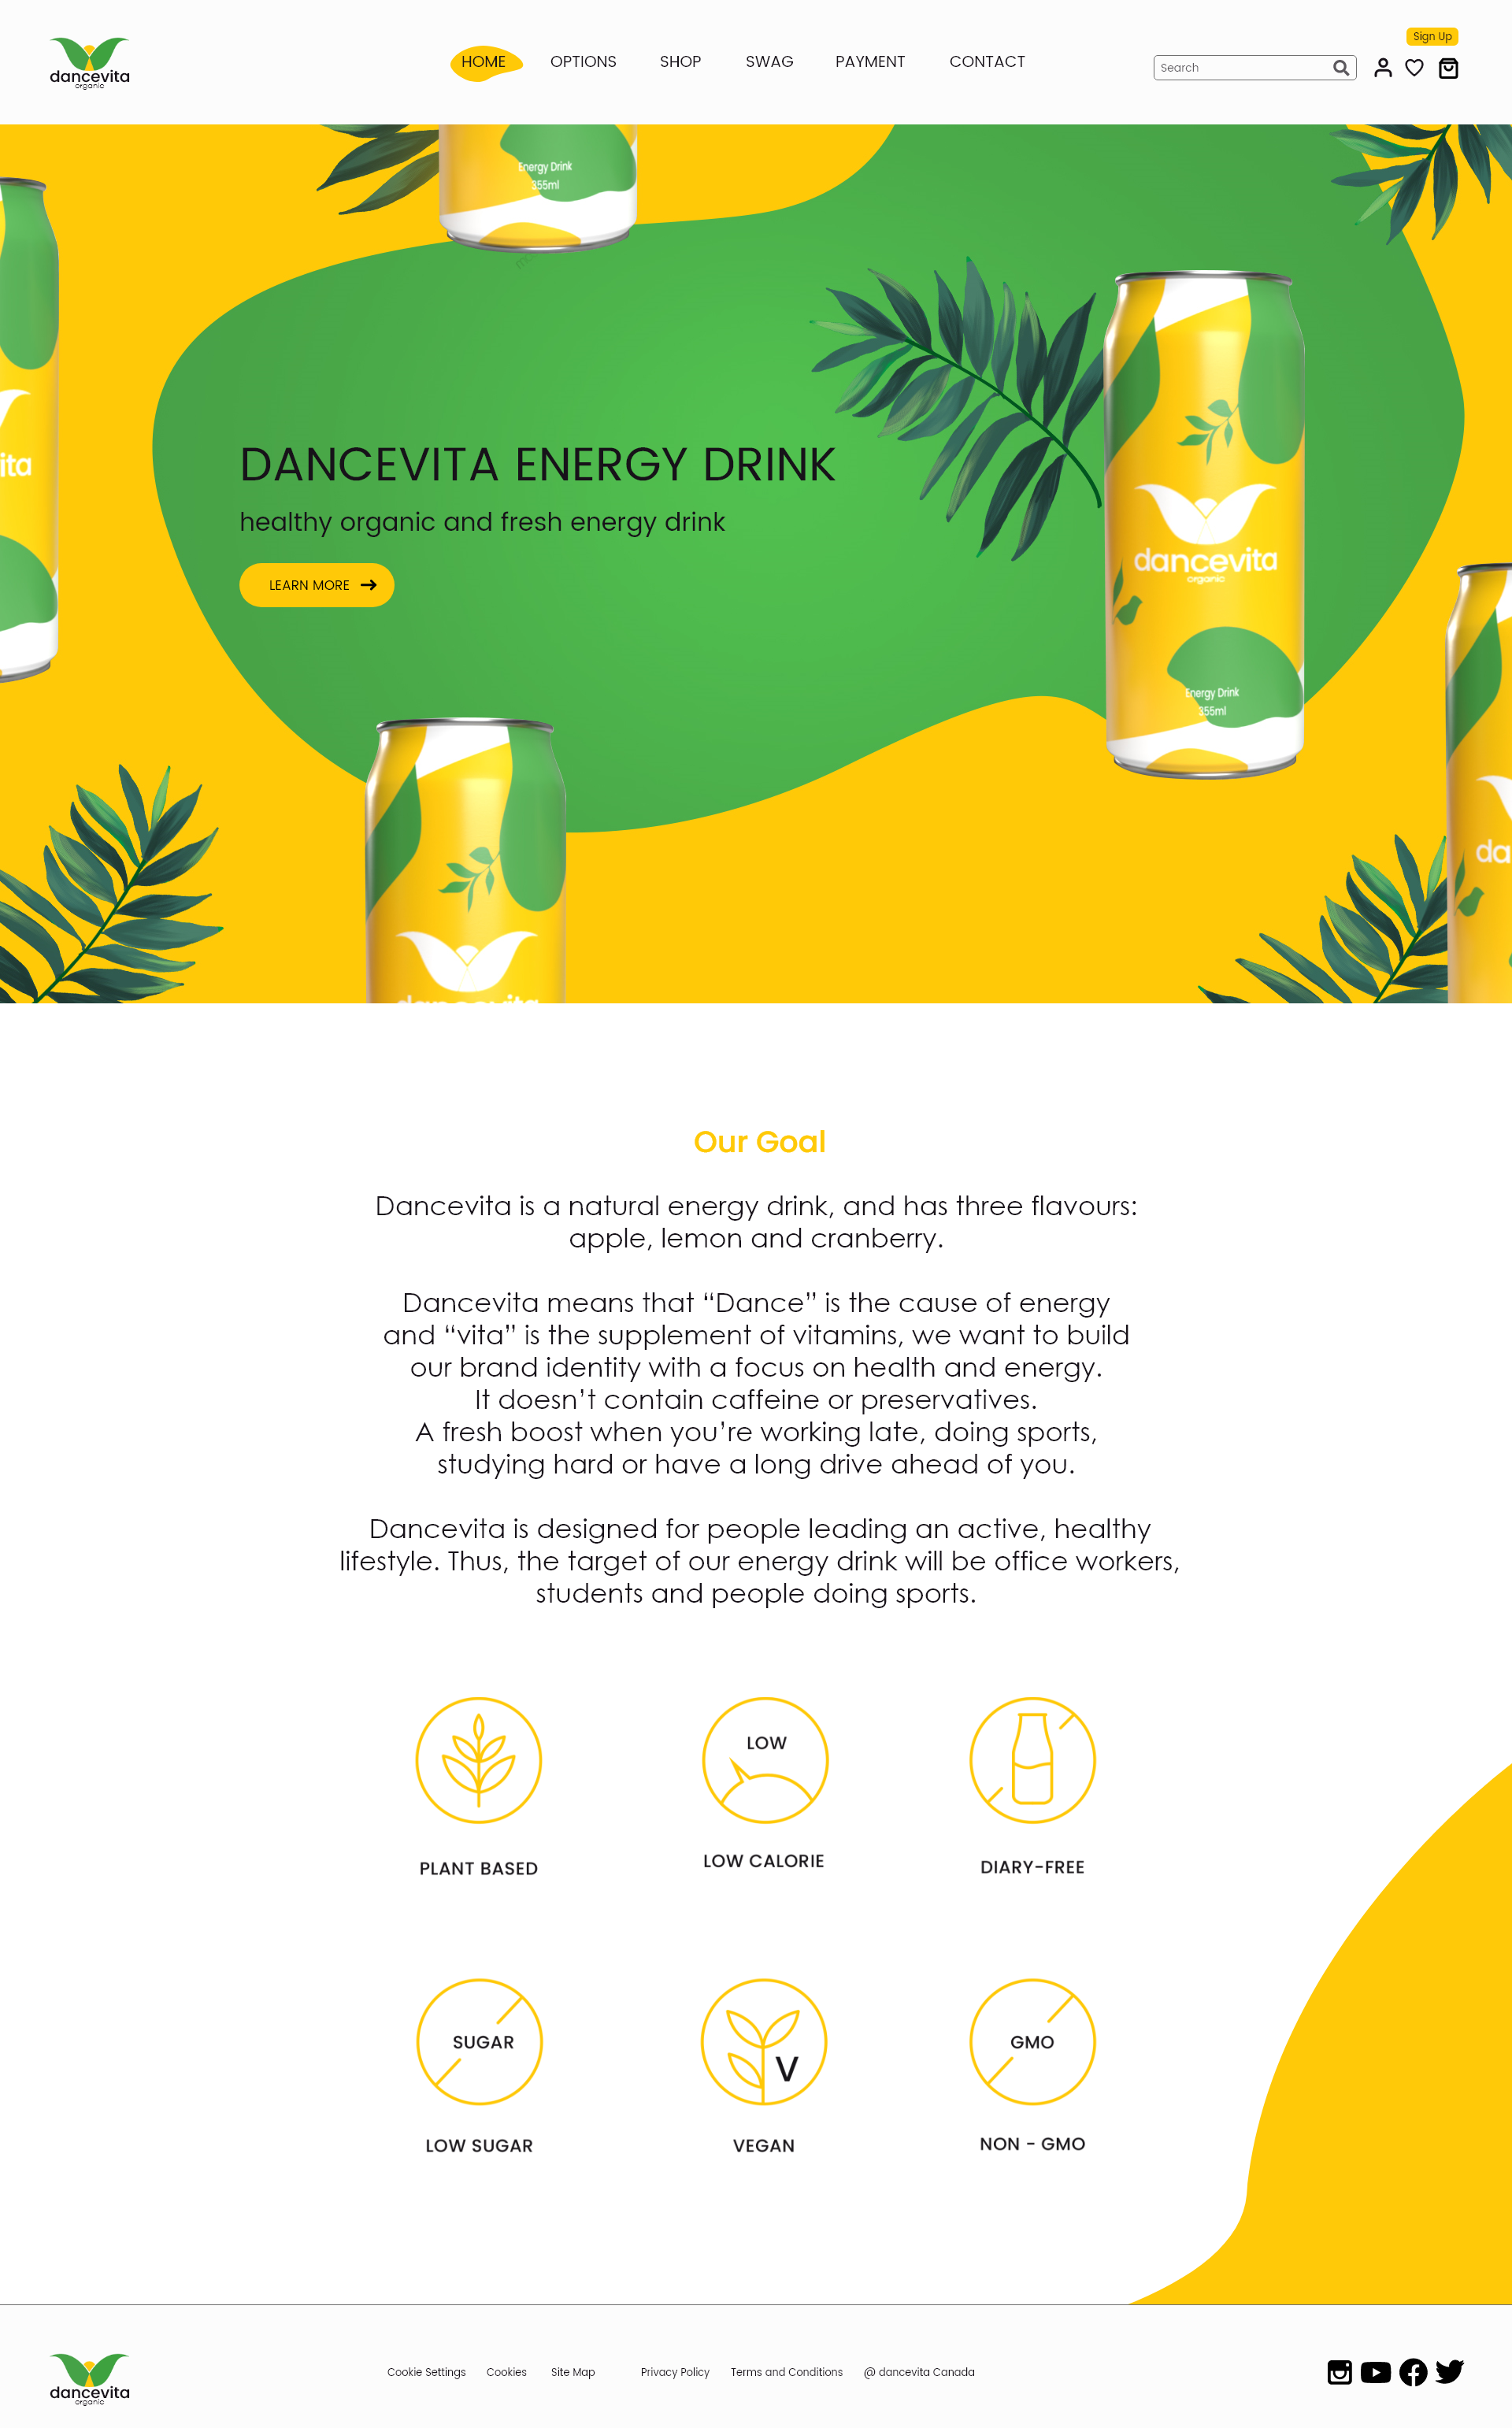 dancevita
organic
HOME OPTIONS SHOP SWAG PAYMENT CONTACT
Sign Up
Search
Energy Drink
355ml
ita
DANCEVITA ENERGY DRINK
healthy organic and fresh energy drink
LEARN MORE
dancevita
organic
Energy Drink
355ml
da
dancevita
Our Goal
Dancevita is a natural energy drink, and has three flavours:
apple, lemon and cranberry.
Dancevita means that “Dance” is the cause of energy
and “vita” is the supplement of vitamins, we want to build
our brand identity with a focus on health and energy.
It doesn’t contain caffeine or preservatives.
A fresh boost when you’re working late, doing sports,
studying hard or have a long drive ahead of you.
Dancevita is designed for people leading an active, healthy
lifestyle. Thus, the target of our energy drink will be office workers,
students and people doing sports.
LOW
PLANT BASED
LOW CALORIE
DIARY-FREE
SUGAR
V
GMO
LOW SUGAR
VEGAN
NON - GMO
dancevita
organic
Cookie Settings Cookies Site Map Privacy Policy Terms and Conditions @ dancevita Canada